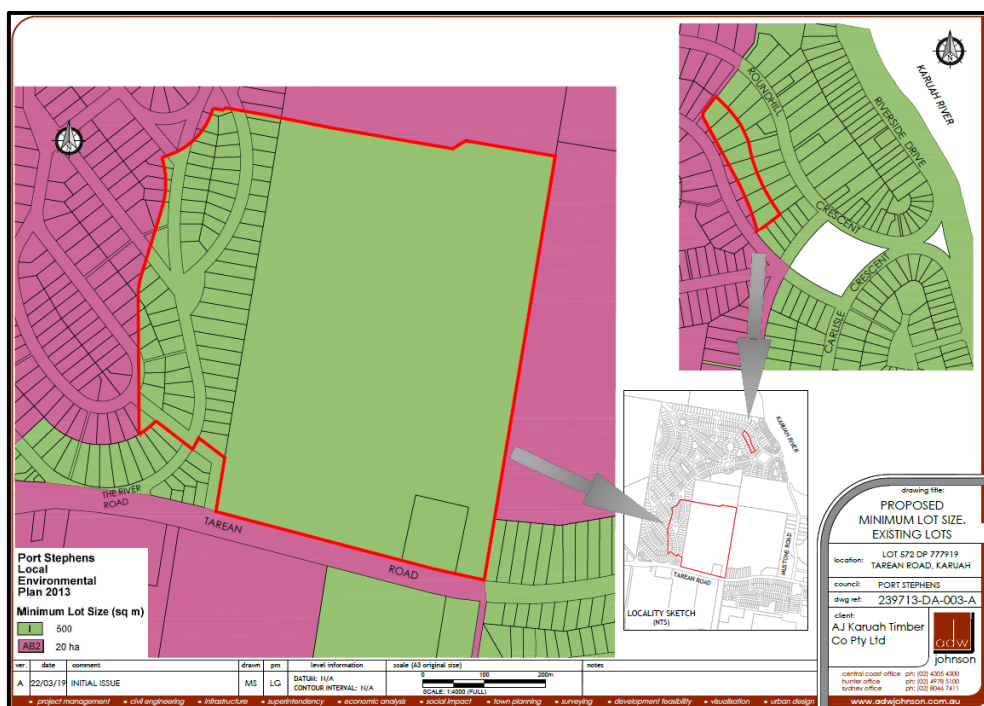 ROUNDHILL
KARUAH RIVER
RIVERSIDE DRIVE
CRESCENT
CRESCENT
CARLISLE
THE RIVER
ROAD
TAREAN
ROAD
Port Stephens
Local
Environmental
Plan 2013
Minimum Lot Size (sq m)
I 500
AB2 20 ha
KARUAH RIVER
MUSTONS ROAD
TAREAN ROAD
LOCALITY SKETCH
(NTS)
drawing title:
PROPOSED
MINIMUM LOT SIZE.
EXISTING LOTS
location: LOT 572 DP 777919
TAREAN ROAD, KARUAH
council: PORT STEPHENS
dwg ref: 239713-DA-003-A
client:
AJ Karuah Timber
Co Pty Ltd
adw
johnson
central coast office ph: (02) 4305 4300
hunter office ph: (02) 4978 5100
sydney office ph: (02) 8046 7411
ver. date comment drawn pm level information scale (A3 original size) notes
A 22/03/19 INITIAL ISSUE MS LG DATUM: N/A
CONTOUR INTERVAL: N/A
0 100 200m
SCALE: 1:4000 (FULL)
• project management • civil engineering • infrastructure • superintendency • economic analysis • social impact • town planning • surveying • development feasibility • visualisation • urban design www.adwjohnson.com.au